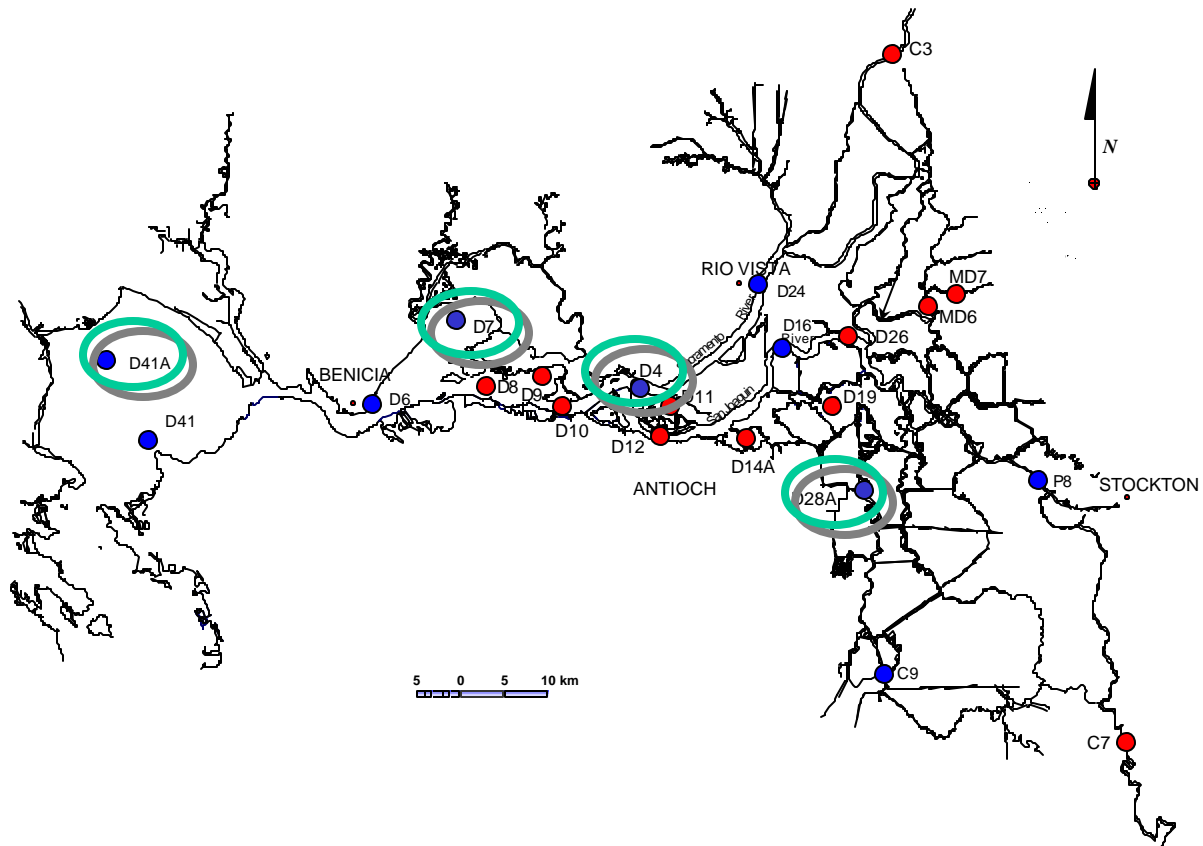 C3
N
RIO VISTA
D24
River
MD7
MD6
D16
River
D26
D7
D41A
BENICIA
D6
D8
D9
D4
D11
San Joaquin
D19
D10
D41
D12
D14A
ANTIOCH
D28A
P8
STOCKTON
C9
5 0 5 10 km
C7